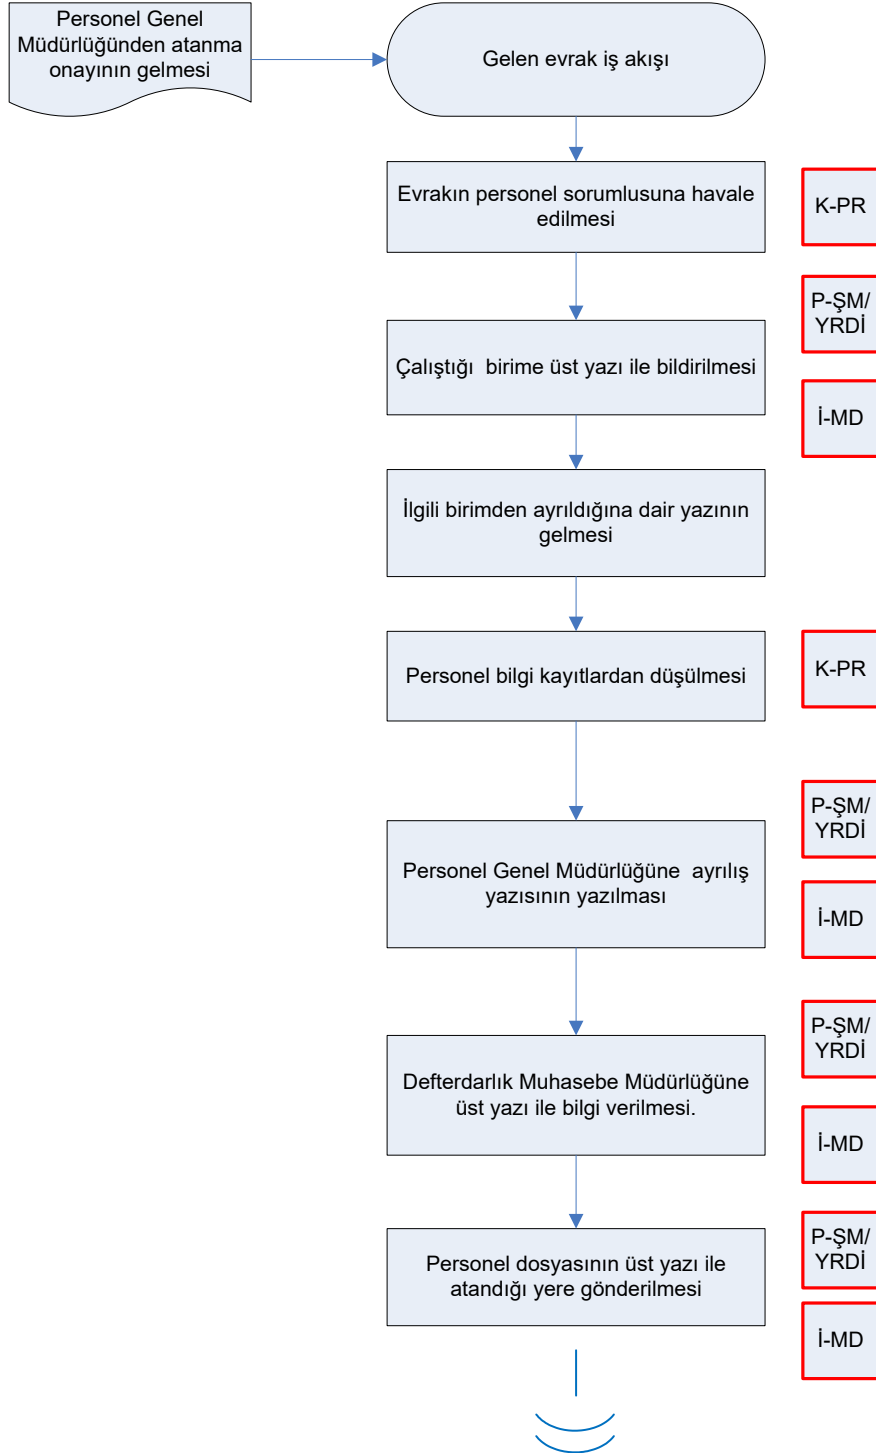 Personel Genel
Müdürlüğünden atanma
onayının gelmesi
Gelen evrak iş akışı
Evrakın personel sorumlusuna havale
edilmesi
K-PR
P-ŞM/
YRDİ
Çalıştığı  birime üst yazı ile bildirilmesi
İ-MD
İlgili birimden ayrıldığına dair yazının
gelmesi
Personel bilgi kayıtlardan düşülmesi
K-PR
P-ŞM/
YRDİ
Personel Genel Müdürlüğüne  ayrılış
yazısının yazılması
İ-MD
P-ŞM/
YRDİ
Defterdarlık Muhasebe Müdürlüğüne
üst yazı ile bilgi verilmesi.
İ-MD
P-ŞM/
YRDİ
Personel dosyasının üst yazı ile
atandığı yere gönderilmesi
İ-MD